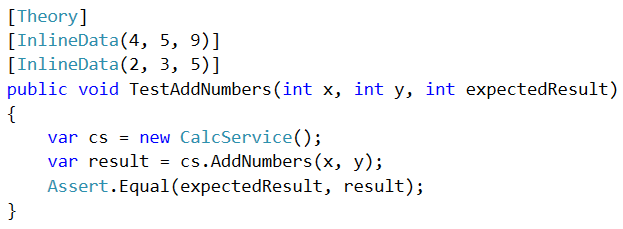 [Theory]
[InlineData(4, 5, 9)]
[InlineData(2, 3, 5)]
public void TestAddNumbers(int x, int y, int expectedResult)
{
    var cs = new CalcService();
    var result = cs.AddNumbers(x, y);
    Assert.Equal(expectedResult, result);
}